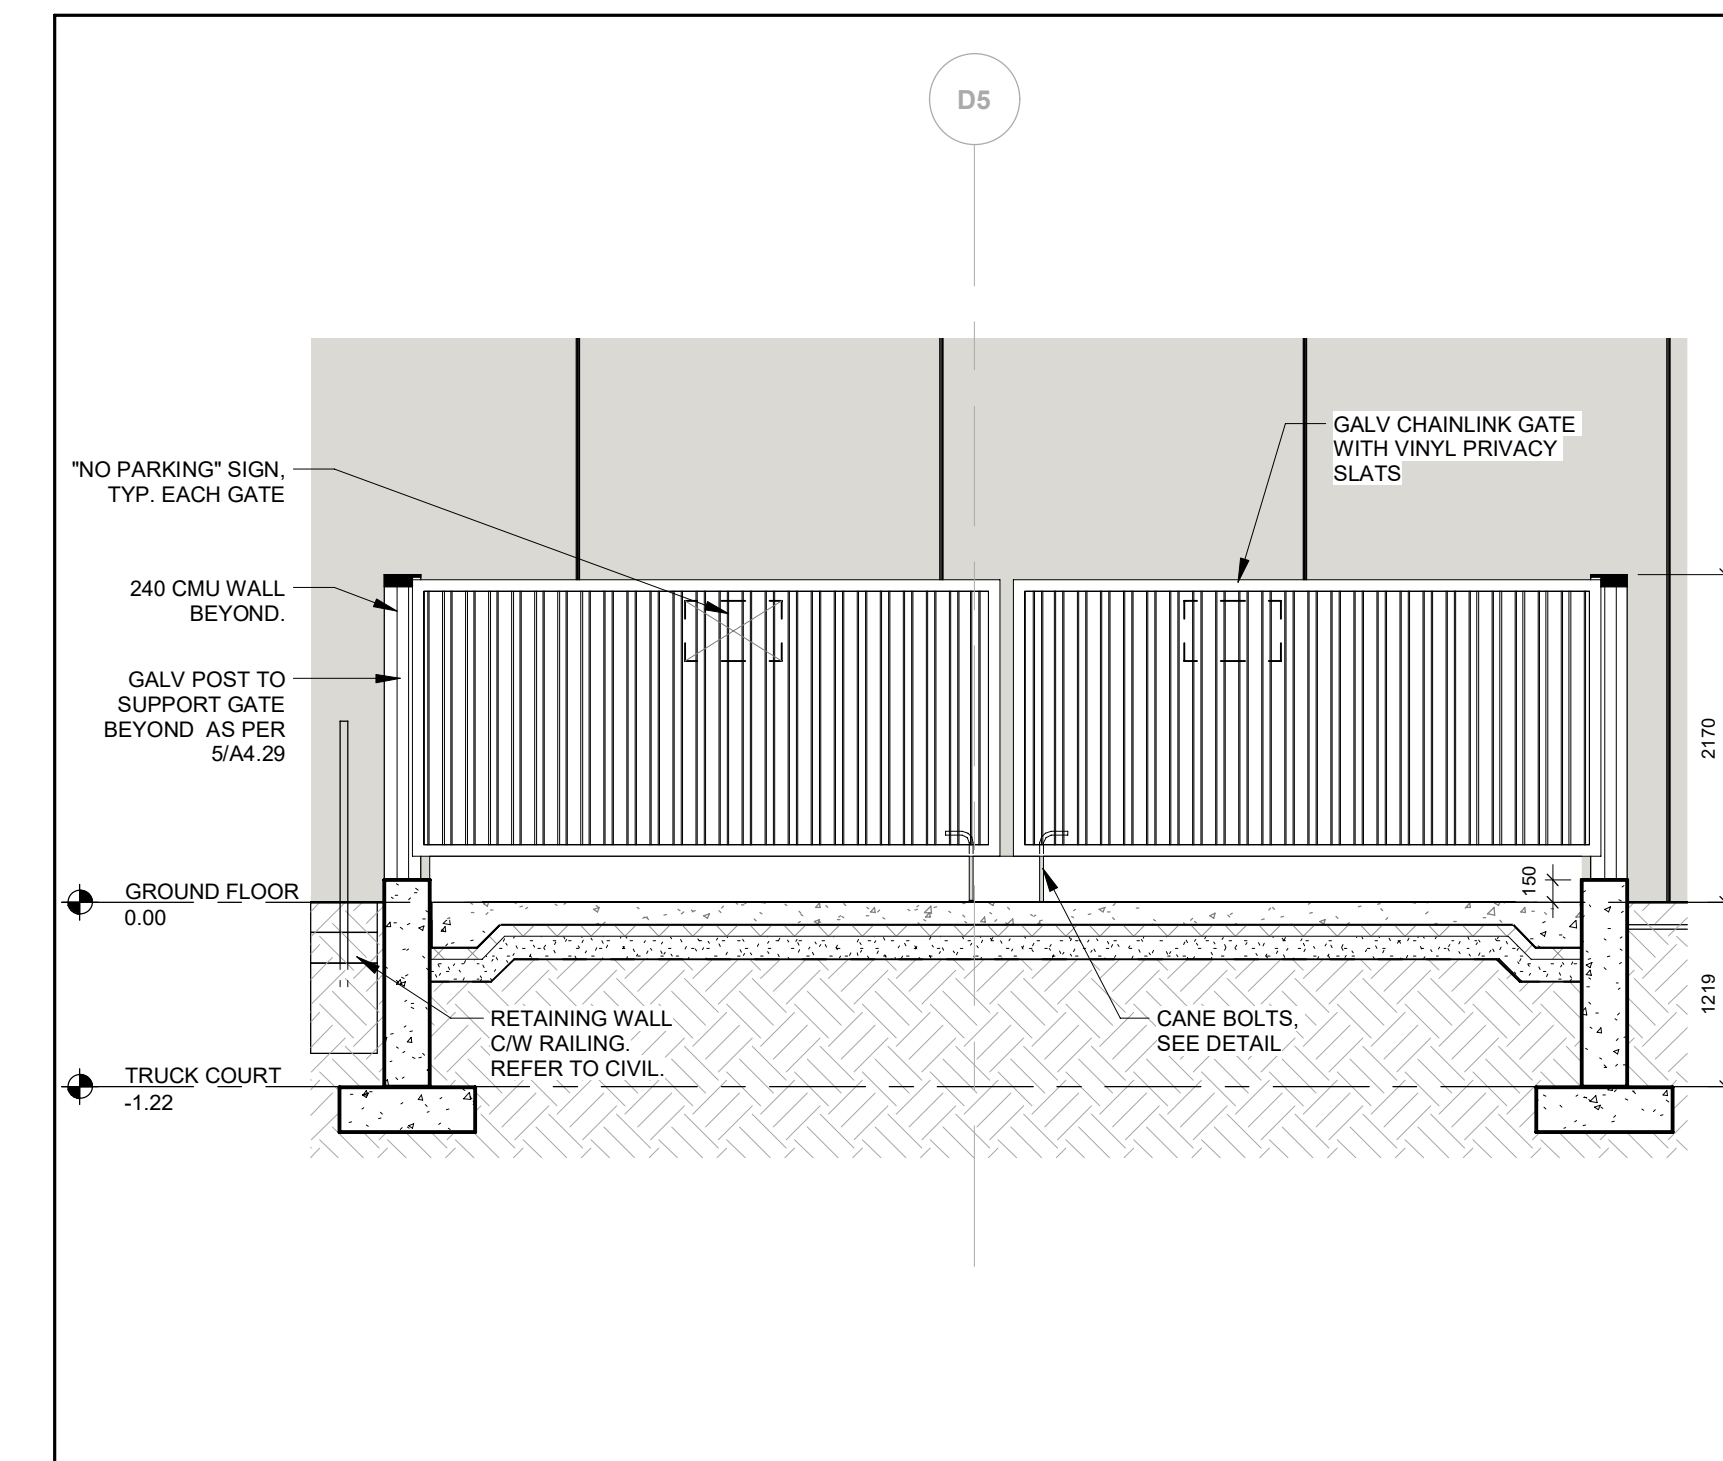 D5
GALV CHAINLINK GATE
WITH VINYL PRIVACY
SLATS
"NO PARKING" SIGN,
TYP. EACH GATE
240 CMU WALL
BEYOND.
GALV POST TO
SUPPORT GATE
BEYOND AS PER
5/A4.29
2170
150
GROUND FLOOR
0.00
1219
RETAINING WALL
C/W RAILING.
REFER TO CIVIL.
CANE BOLTS,
SEE DETAIL
TRUCK COURT
-1.22